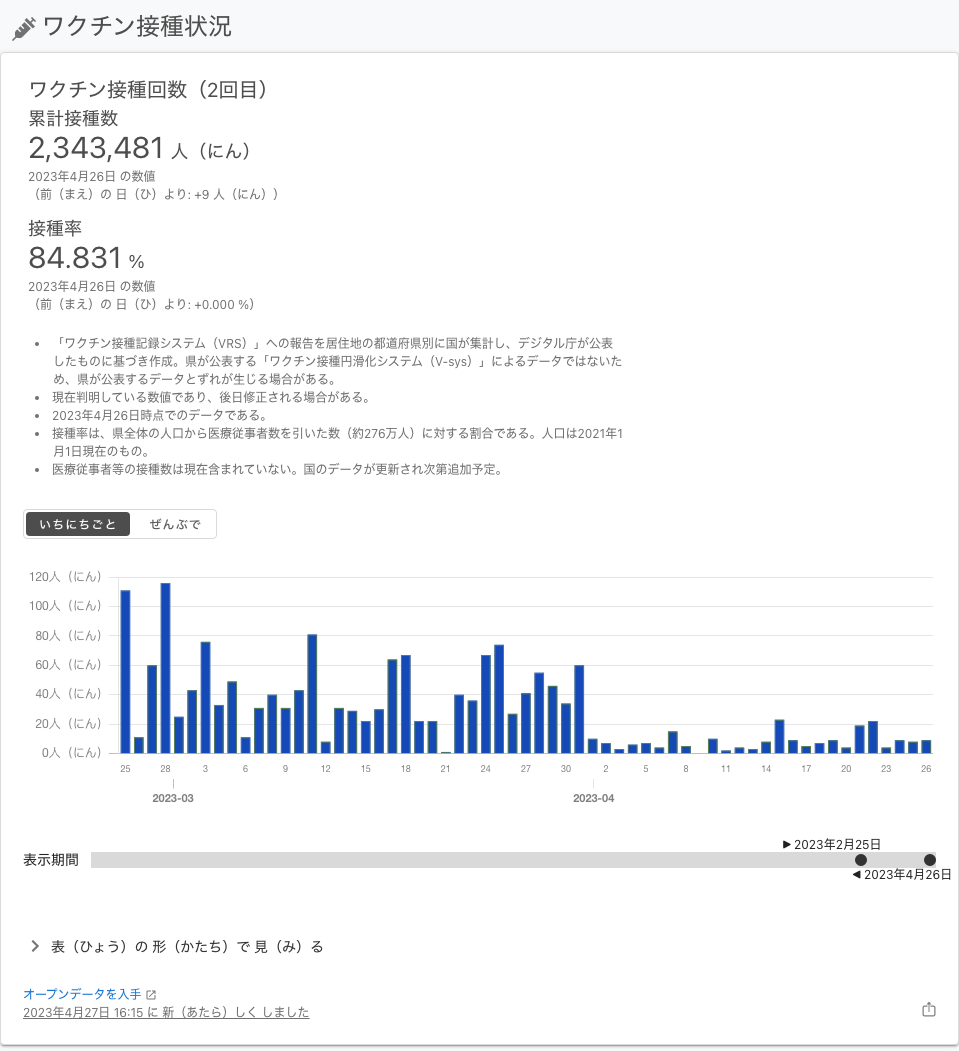 ワクチン接種状況
ワクチン接種回数（2回目）
累計接種数
2,343,481 人（にん）
2023年4月26日 の数値
（前（まえ）の 日（ひ）より: +9 人（にん））
接種率
84.831 %
2023年4月26日 の数値
（前（まえ）の 日（ひ）より: +0.000 %）
• 「ワクチン接種記録システム（VRS）」への報告を居住地の都道府県別に国が集計し、デジタル庁が公表
したものに基づき作成。県が公表する「ワクチン接種円滑化システム（V-sys）」によるデータではないた
め、県が公表するデータとずれが生じる場合がある。
• 現在判明している数値であり、後日修正される場合がある。
• 2023年4月26日時点でのデータである。
• 接種率は、県全体の人口から医療従事者数を引いた数（約276万人）に対する割合である。人口は2021年1
月1日現在のもの。
• 医療従事者等の接種数は現在含まれていない。国のデータが更新され次第追加予定。
いちにちごと ぜんぶで
120人（にん）
100人（にん）
80人（にん）
60人（にん）
40人（にん）
20人（にん）
0人（にん）
25 28 3 6 9 12 15 18 21 24 27 30 2 5 8 11 14 17 20 23 26
2023-03 2023-04
▶ 2023年2月25日
表示期間
◀ 2023年4月26日
表（ひょう）の 形（かたち）で 見（み）る
オープンデータを入手
2023年4月27日 16:15 に 新（あたら）しく しました